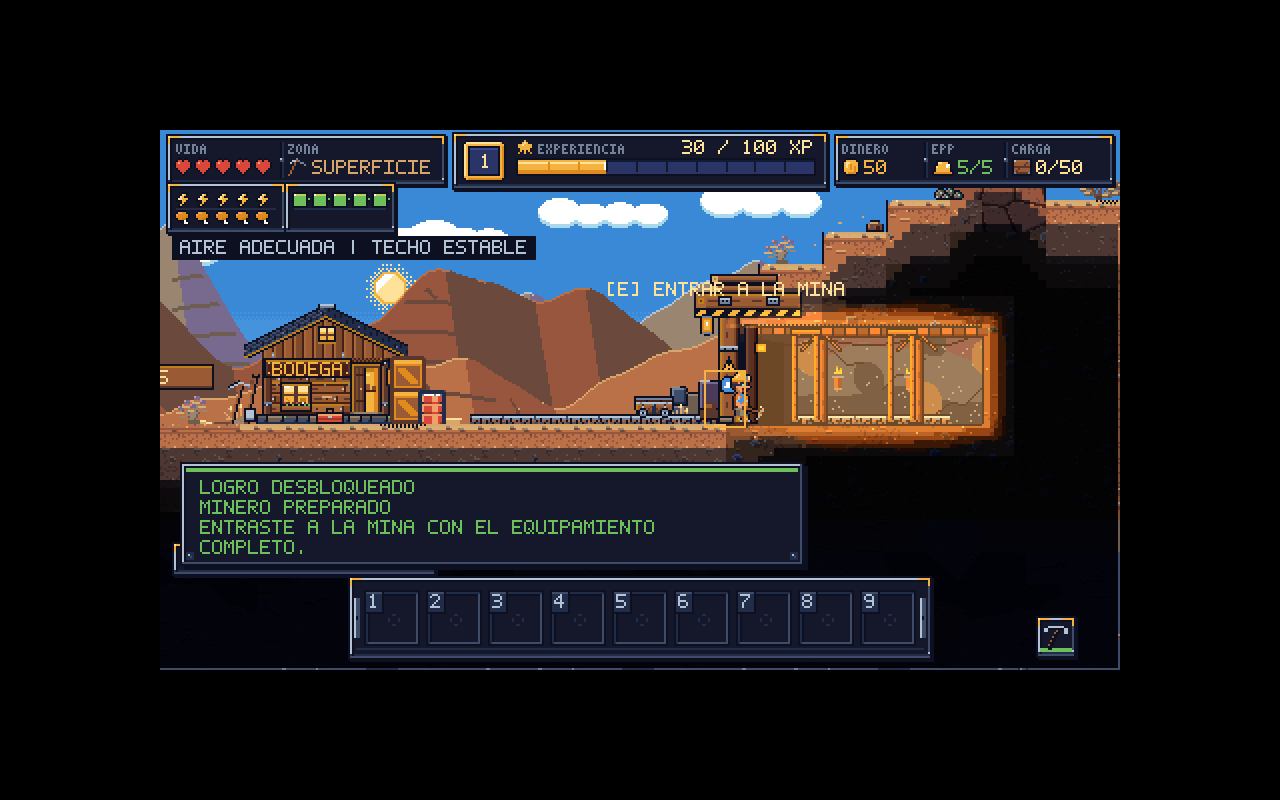 VIDA
ZONA
SUPERFICIE
1
EXPERIENCIA
30 / 100 XP
DINERO
50
EPP
5/5
CARGA
0/50
AIRE ADECUADA | TECHO ESTABLE
[E] ENTRAR A LA MINA
BODEGA
LOGRO DESBLOQUEADO
MINERO PREPARADO
ENTRASTE A LA MINA CON EL EQUIPAMIENTO
COMPLETO.
1 2 3 4 5 6 7 8 9